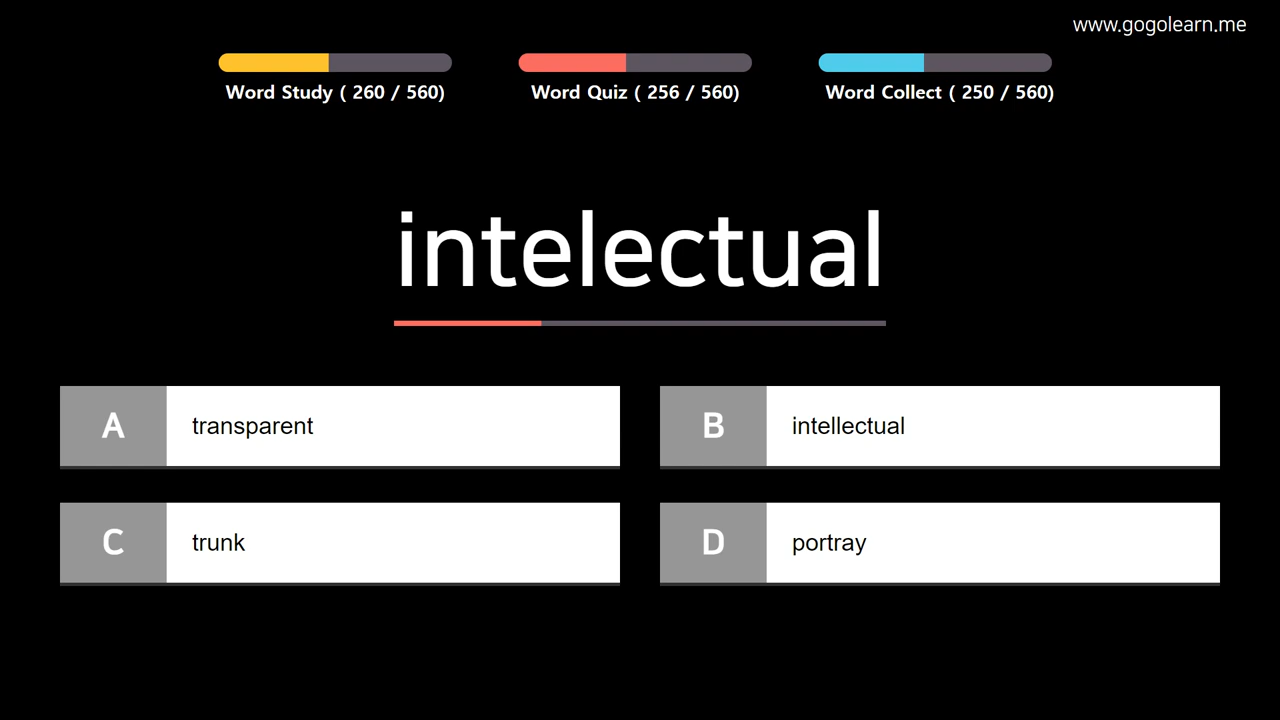 www.gogolearn.me
Word Study ( 260 / 560)
Word Quiz ( 256 / 560)
Word Collect ( 250 / 560)
intelectual
A transparent
B intellectual
C trunk
D portray